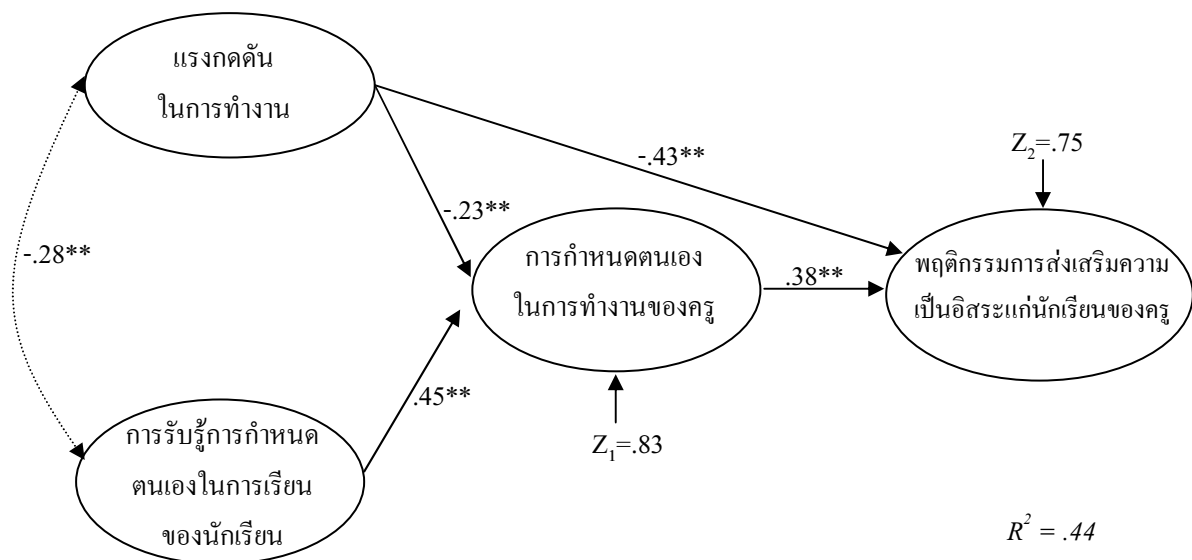 แรงกดดัน
ในการทำงาน
-.43**
Z2=.75
-.23**
-.28**
การกำหนดตนเอง
ในการทำงานของครู
.38**
พฤติกรรมการส่งเสริมความ
เป็นอิสระแก่นักเรียนของครู
.45**
Z1=.83
การรับรู้การกำหนด
ตนเองในการเรียน
ของนักเรียน
R² = .44